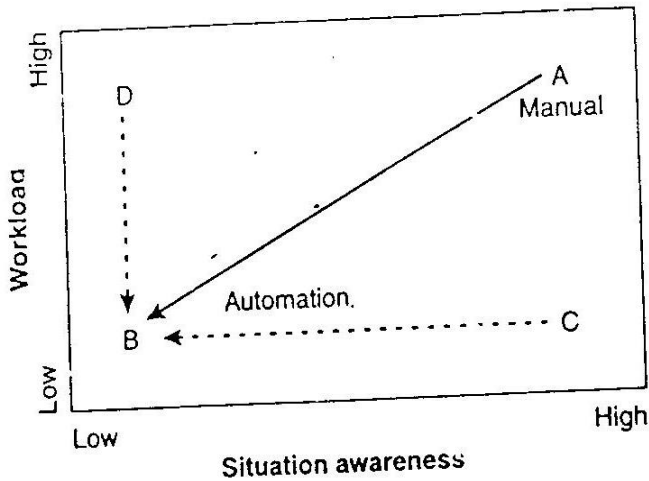 High
D
A
Manual
Workload
Automation.
B
C
Low
Low
High
Situation awareness